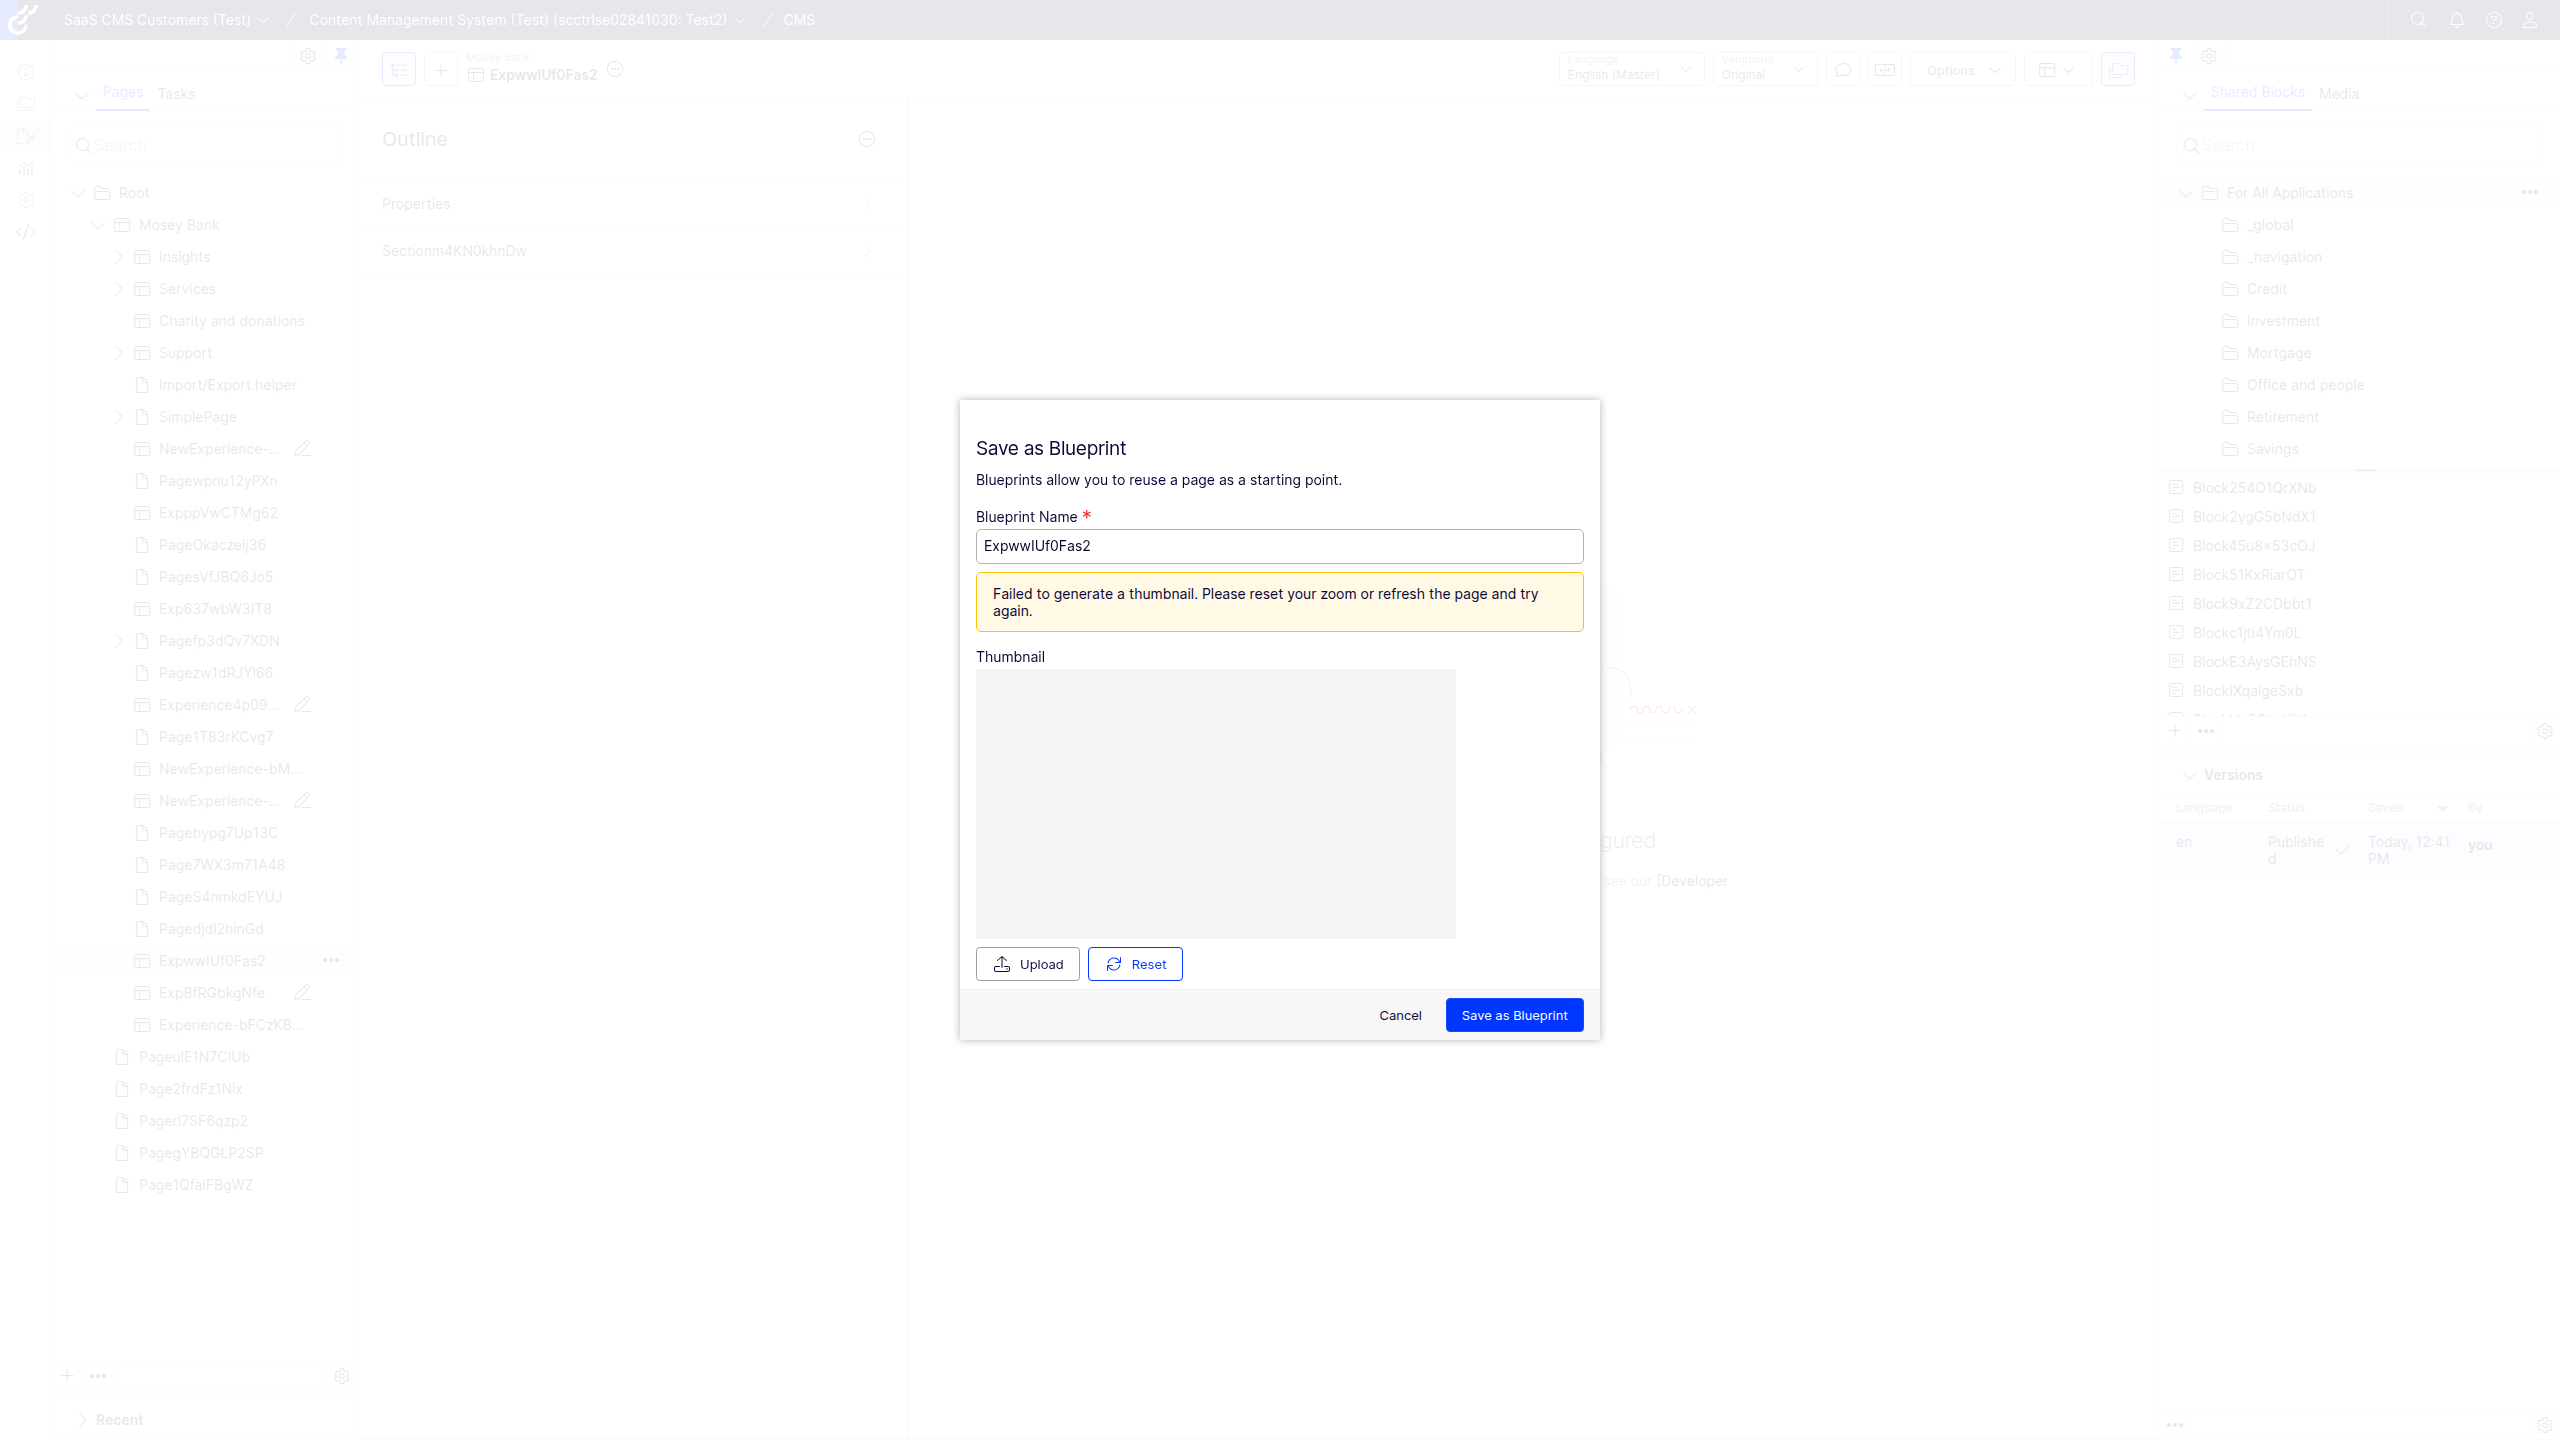 SaaS CMS Customers (Test) / Content Management System (Test) (scctrlse02841030: Test2) / CMS
Pages Tasks
Search
Root
Mosey Bank
Insights
Services
Charity and donations
Support
Import/Export helper
SimplePage
NewExperience-...
Pagewpnu12yPXn
ExpppVwCTMg62
PageOkaczelj36
PagesVfJBQ6Jo5
Exp637wbW3IT8
Pagefp3dQv7XDN
Pagezw1dRJYl66
Experience4p09...
Page1T83rKCvg7
NewExperience-bM...
NewExperience-...
Pagebypg7Up13C
Page7WX3m71A48
PageS4nmkdEYUJ
Pagedjdl2hinGd
ExpwwIUf0Fas2
ExpBfRGbkgNfe
Experience-bFCzKB...
PageulE1N7CIUb
Page2frdFz1Nix
Pagerl7SF6qzp2
PagegYBQGLP2SP
Page1QfaiFBgWZ
Recent
Mosey Bank
ExpwwIUf0Fas2
Language
English (Master)
Variations
Original
Options
Outline
Properties
Sectionm4KN0khnDw
Save as Blueprint
Blueprints allow you to reuse a page as a starting point.
Blueprint Name *
ExpwwIUf0Fas2
Failed to generate a thumbnail. Please reset your zoom or refresh the page and try
again.
Thumbnail
Upload
Reset
Cancel
Save as Blueprint
gured
see our [Developer
Shared Blocks Media
Search
For All Applications
_global
_navigation
Credit
Investment
Mortgage
Office and people
Retirement
Savings
Block254O1QrXNb
Block2ygG5bNdX1
Block45u8x53cOJ
Block51KxRiarOT
Block9xZ2CDbbt1
Blockc1jti4Ym0L
BlockE3AysGEhNS
BlockIXqalgeSxb
Versions
Language Status Saved By
en Publishe Today, 12:41 you
d PM